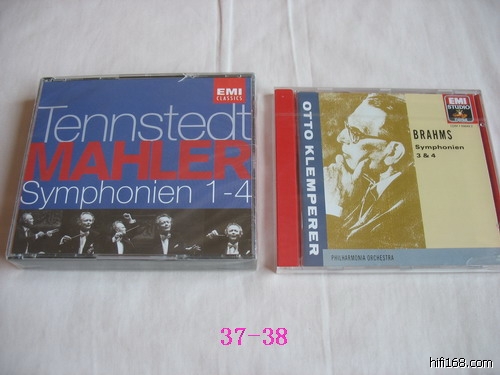 EMI
CLASSICS
Tennstedt
MAHLER
Symphonien 1-4
OTTO KLEMPERER
EMI
STUDIO
BRAHMS
Symphonien
3 & 4
PHILHARMONIA ORCHESTRA
37-38
hifi168.com